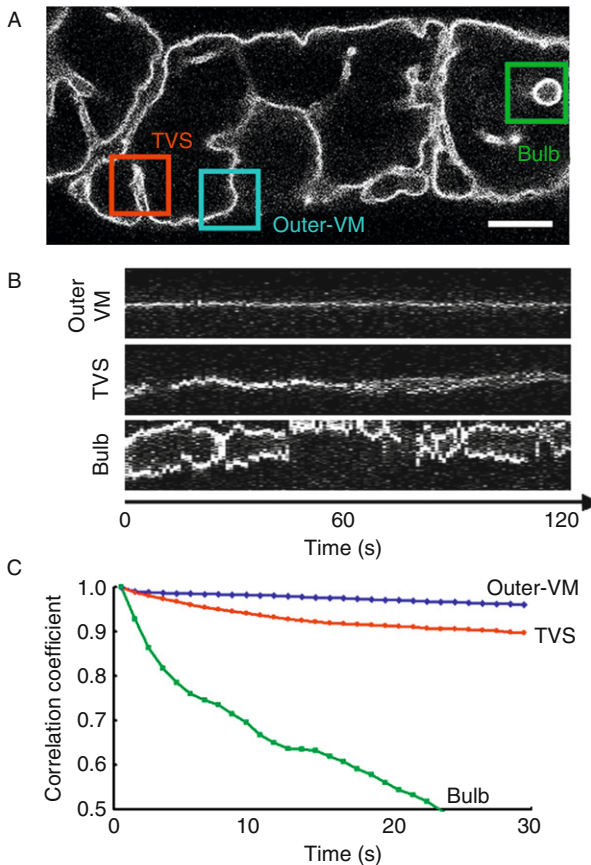 A
TVS
Outer-VM
Bulb
B
Outer
VM
TVS
Bulb
0
60
120
Time (s)
C
Correlation coefficient
1.0
0.9
0.8
0.7
0.6
0.5
Outer-VM
TVS
Bulb
0
10
20
30
Time (s)